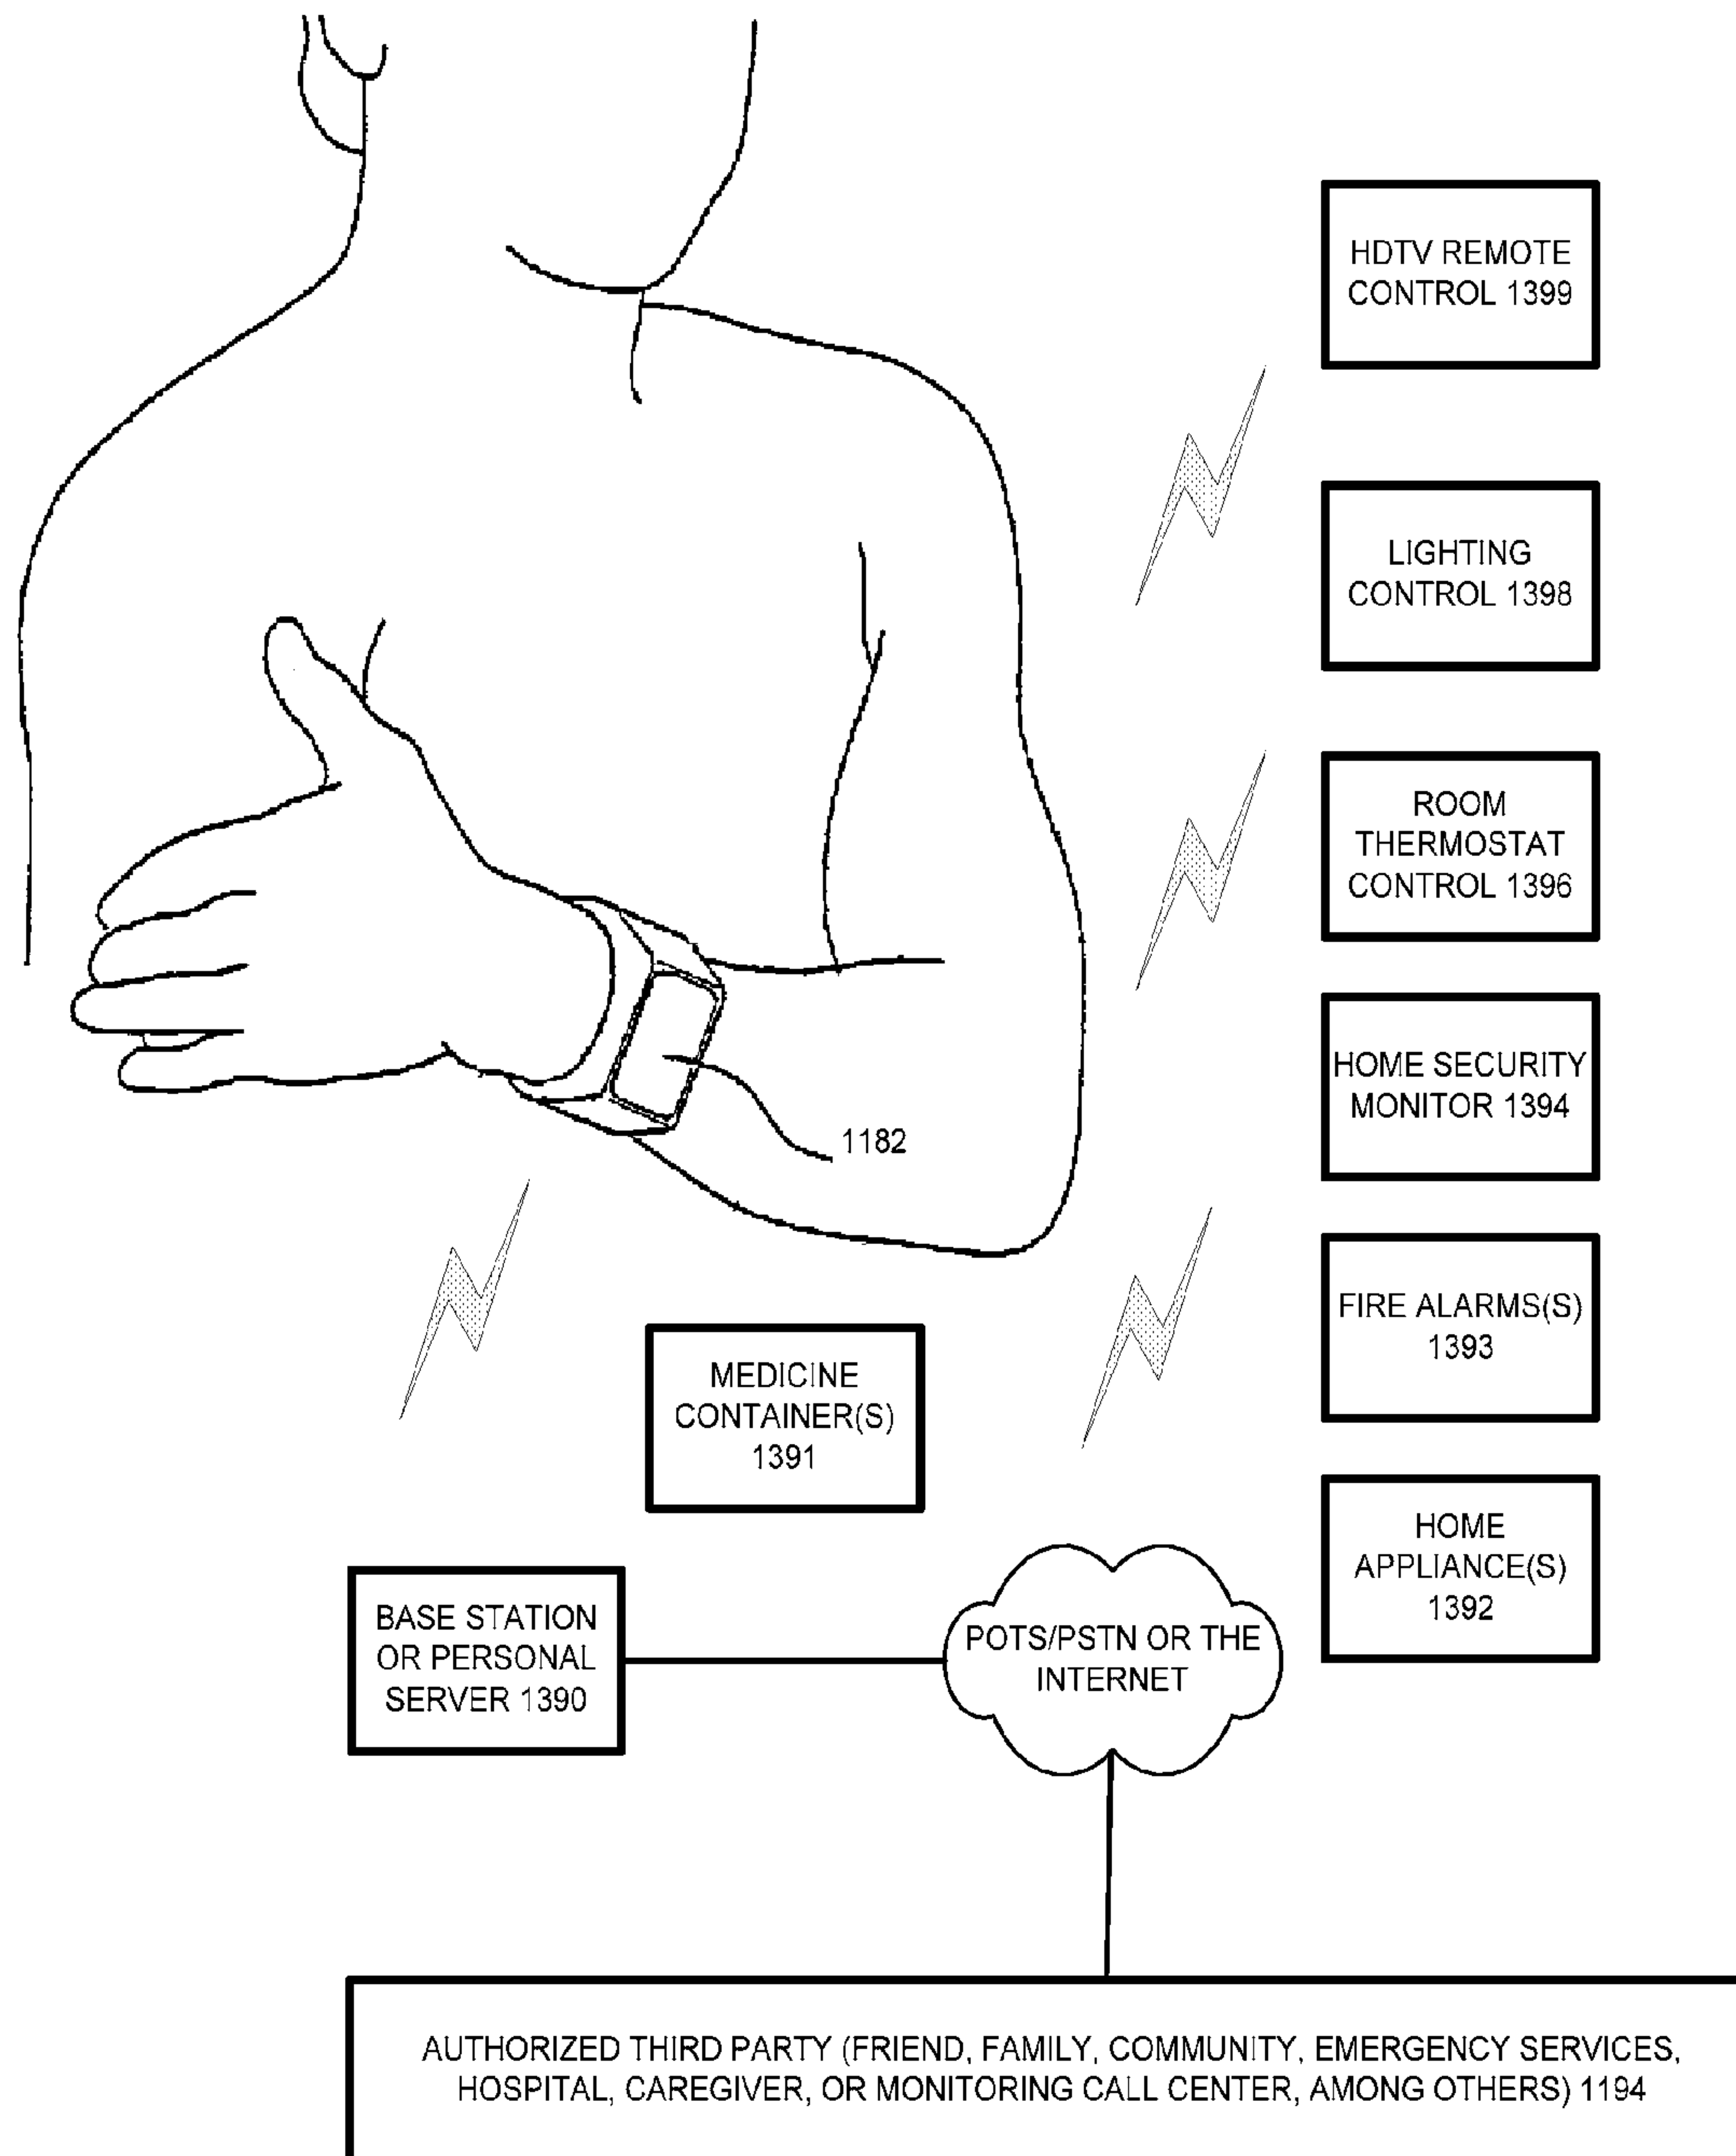 HDTV REMOTE
CONTROL 1399
LIGHTING
CONTROL 1398
ROOM
THERMOSTAT
CONTROL 1396
HOME SECURITY
MONITOR 1394
1182
FIRE ALARMS(S)
1393
MEDICINE
CONTAINER(S)
1391
HOME
APPLIANCE(S)
1392
BASE STATION
OR PERSONAL
SERVER 1390
POTS/PSTN OR THE
INTERNET
AUTHORIZED THIRD PARTY (FRIEND, FAMILY, COMMUNITY, EMERGENCY SERVICES,
HOSPITAL, CAREGIVER, OR MONITORING CALL CENTER, AMONG OTHERS) 1194